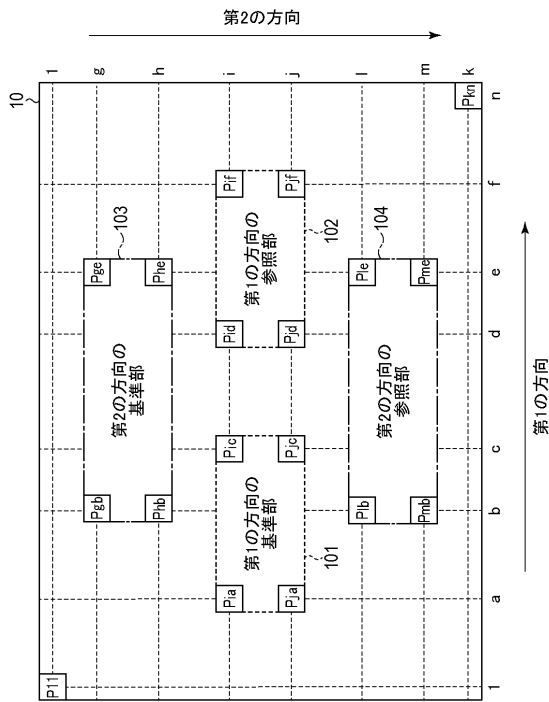 第2の方向
10
1
g
h
i
j
l
m
k
P11
Pgb
Phb
Pge
Phe
103
第2の方向の
基準部
Pia
Pja
Pic
Pjc
101
第1の方向の
基準部
Pid
Pjd
Pif
Pjf
102
第1の方向の
参照部
Plb
Pmb
Ple
Pme
104
第2の方向の
参照部
Pkn
1
a
b
c
d
e
f
n
第1の方向